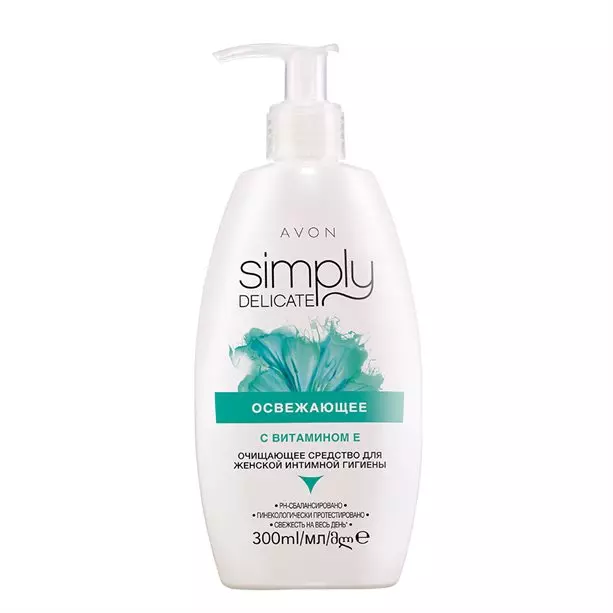 AVON
simply
DELICATE
ОСВЕЖАЮЩЕЕ
С ВИТАМИНОМ Е
ОЧИЩАЮЩЕЕ СРЕДСТВО ДЛЯ
ЖЕНСКОЙ ИНТИМНОЙ ГИГИЕНЫ
• PH-СБАЛАНСИРОВАНО •
• ГИНЕКОЛОГИЧЕСКИ ПРОТЕСТИРОВАНО •
• СВЕЖЕСТЬ НА ВЕСЬ ДЕНЬ* •
300ml/мл/მლ ℮